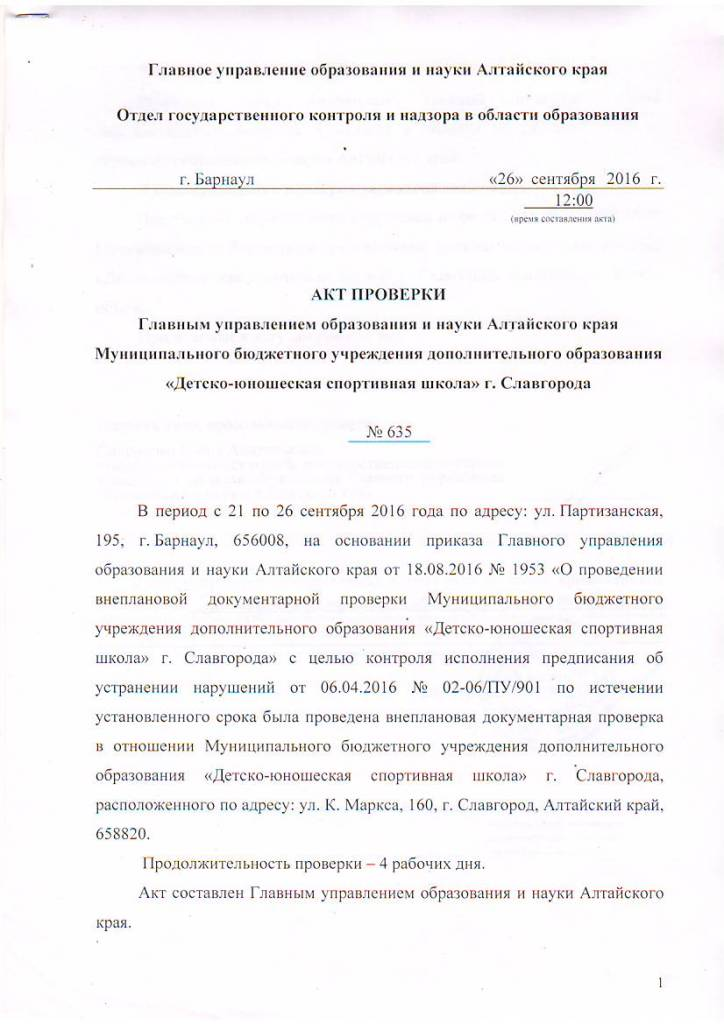 Главное управление образования и науки Алтайского края
Отдел государственного контроля и надзора в области образования
г. Барнаул «26» сентября 2016 г.
12:00
(время составления акта)
АКТ ПРОВЕРКИ
Главным управлением образования и науки Алтайского края
Муниципального бюджетного учреждения дополнительного образования
«Детско-юношеская спортивная школа» г. Славгорода
№ 635
В период с 21 по 26 сентября 2016 года по адресу: ул. Партизанская,
195, г. Барнаул, 656008, на основании приказа Главного управления
образования и науки Алтайского края от 18.08.2016 № 1953 «О проведении
внеплановой документарной проверки Муниципального бюджетного
учреждения дополнительного образования «Детско-юношеская спортивная
школа» г. Славгорода» с целью контроля исполнения предписания об
устранении нарушений от 06.04.2016 № 02-06/ПУ/901 по истечении
установленного срока была проведена внеплановая документарная проверка
в отношении Муниципального бюджетного учреждения дополнительного
образования «Детско-юношеская спортивная школа» г. Славгорода,
расположенного по адресу: ул. К. Маркса, 160, г. Славгород, Алтайский край,
658820.
Продолжительность проверки – 4 рабочих дня.
Акт составлен Главным управлением образования и науки Алтайского
края.
1